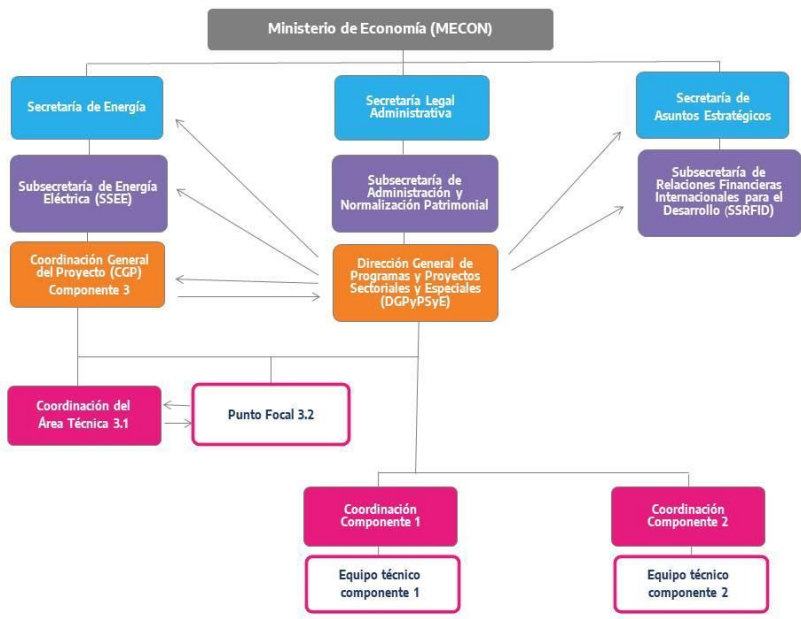 Ministerio de Economía (MECON)
Secretaría de Energía
Secretaría Legal
Administrativa
Secretaría de
Asuntos Estratégicos
Subsecretaría de Energía
Eléctrica (SSEE)
Subsecretaría de
Administración y
Normalización Patrimonial
Subsecretaría de
Relaciones Financieras
Internacionales para el
Desarrollo (SSRFID)
Coordinación General
del Proyecto (CGP)
Componente 3
Dirección General de
Programas y Proyectos
Sectoriales y Especiales
(DGPyPSyE)
Coordinación del
Área Técnica 3.1
Punto Focal 3.2
Coordinación
Componente 1
Coordinación
Componente 2
Equipo técnico
componente 1
Equipo técnico
componente 2